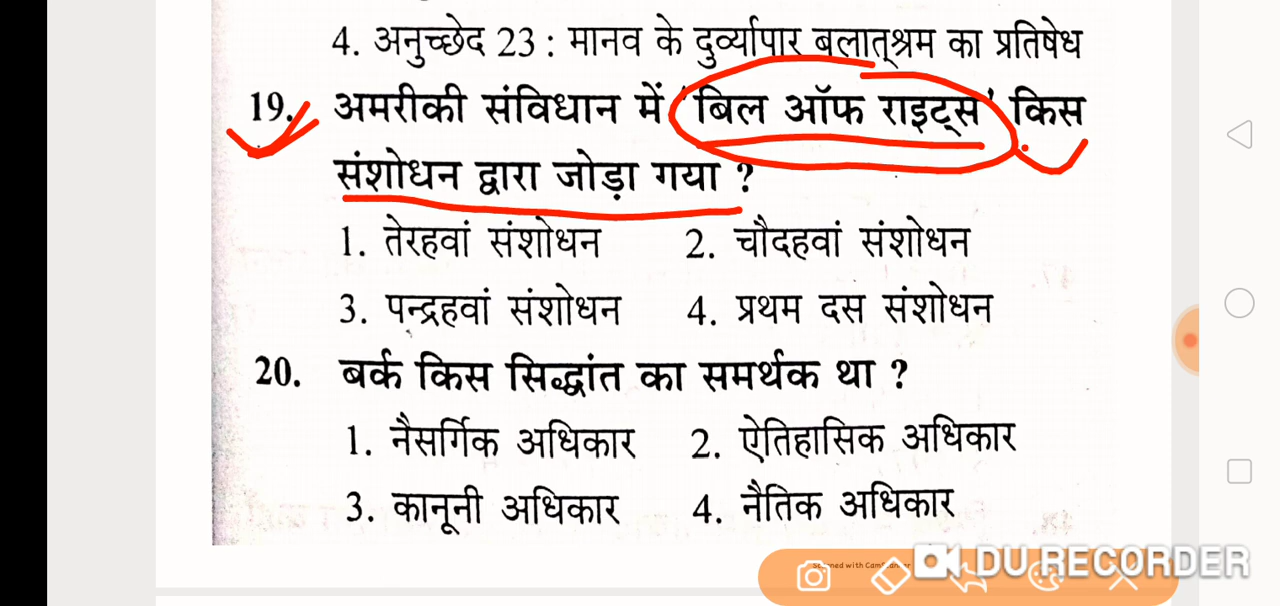 4. अनुच्छेद 23 : मानव के दुर्व्यापार बलात्श्रम का प्रतिषेध
19. अमरीकी संविधान में 'बिल ऑफ राइट्स' किस
संशोधन द्वारा जोड़ा गया ?
1. तेरहवां संशोधन 2. चौदहवां संशोधन
3. पन्द्रहवां संशोधन 4. प्रथम दस संशोधन
20. बर्क किस सिद्धांत का समर्थक था ?
1. नैसर्गिक अधिकार 2. ऐतिहासिक अधिकार
3. कानूनी अधिकार 4. नैतिक अधिकार
DU RECORDER